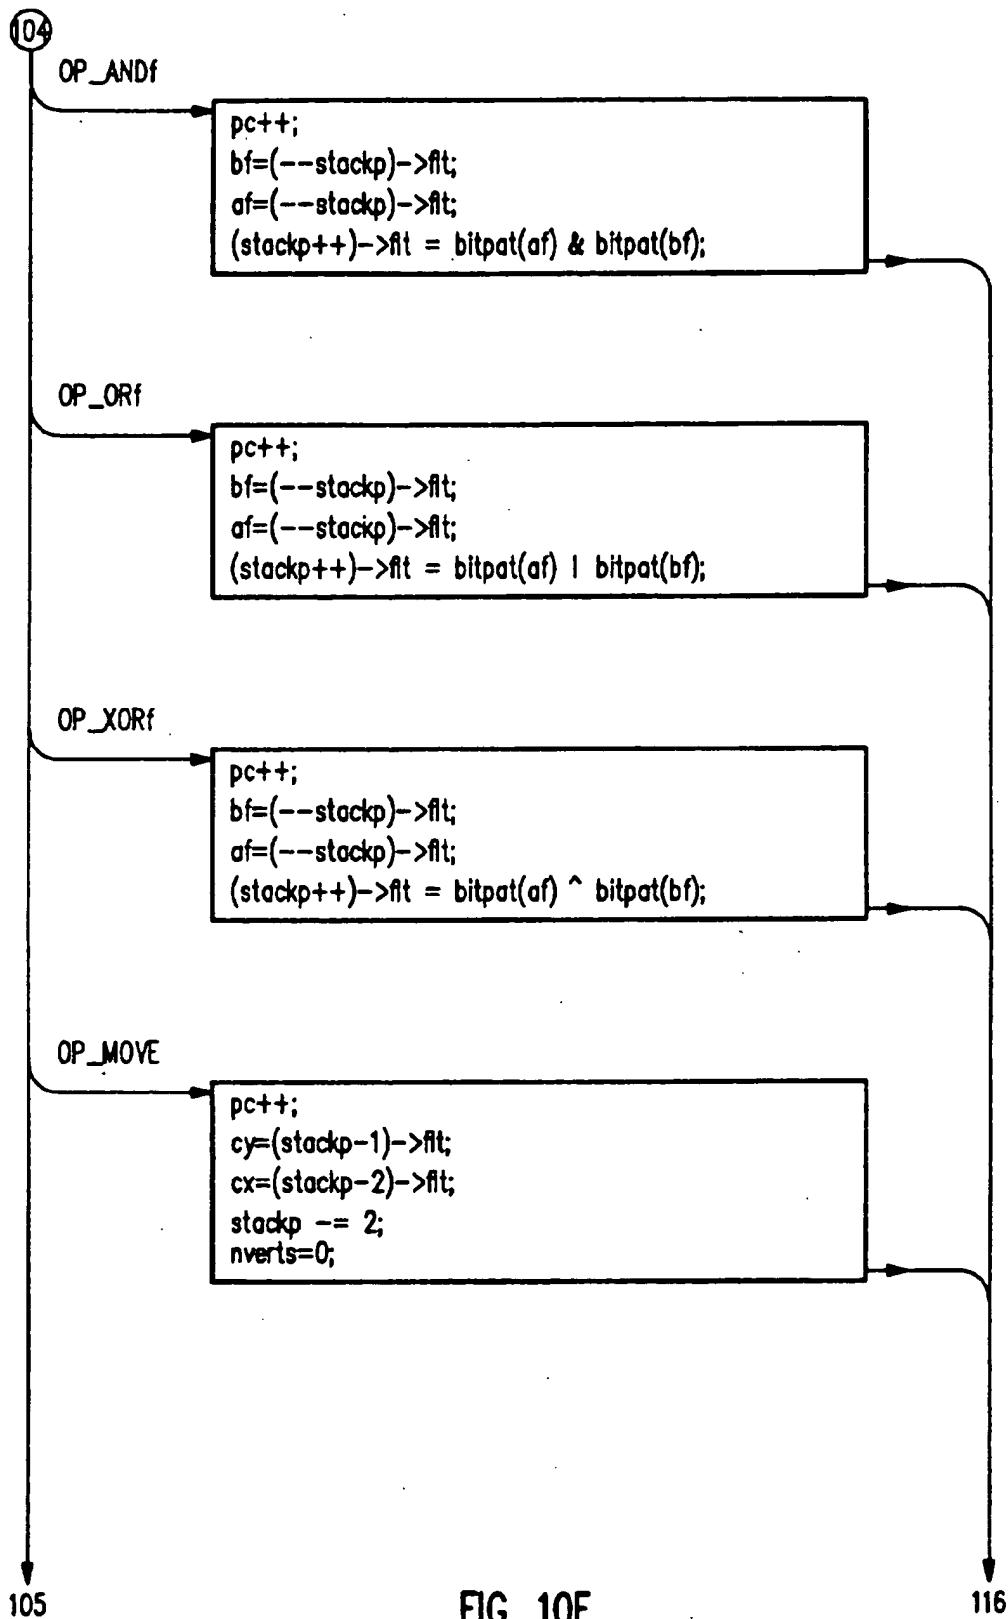 104
OP_ANDf
pc++;
bf=(--stackp)->flt;
af=(--stackp)->flt;
(stackp++)->flt = bitpat(af) & bitpat(bf);
OP_ORf
pc++;
bf=(--stackp)->flt;
af=(--stackp)->flt;
(stackp++)->flt = bitpat(af) | bitpat(bf);
OP_XORf
pc++;
bf=(--stackp)->flt;
af=(--stackp)->flt;
(stackp++)->flt = bitpat(af) ^ bitpat(bf);
OP_MOVE
pc++;
cy=(stackp-1)->flt;
cx=(stackp-2)->flt;
stackp -= 2;
nverts=0;
105
FIG. 10E
116